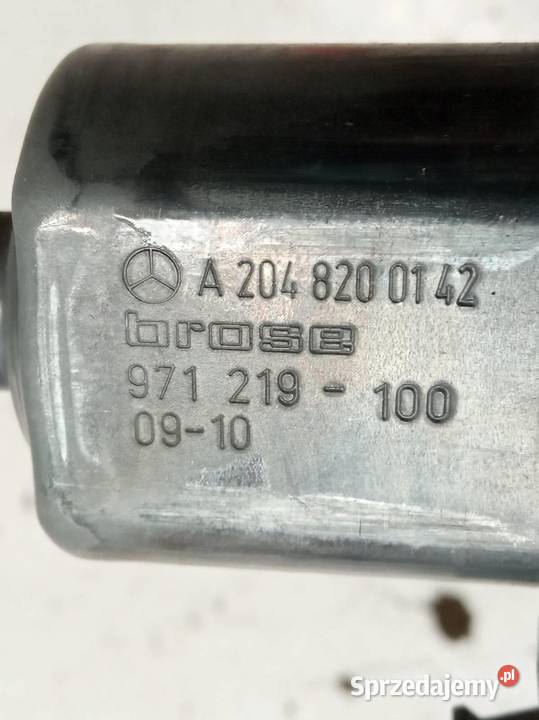 A 204 820 01 42
brose
971 219 - 100
09-10
Sprzedajemy.pl